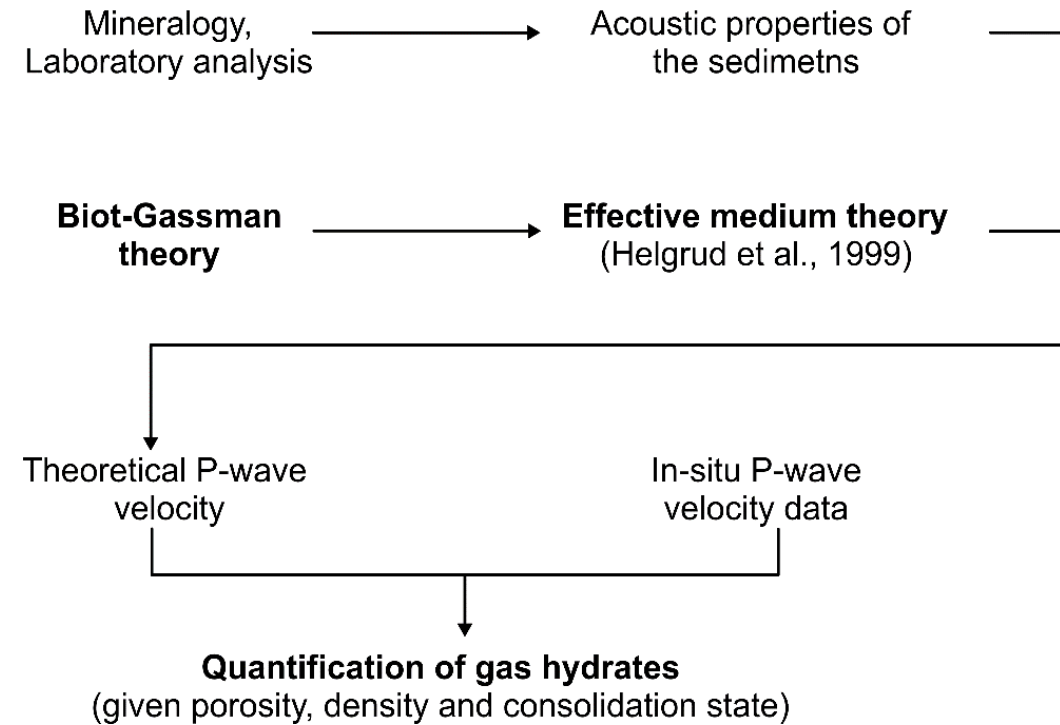 Mineralogy,
Laboratory analysis
Acoustic properties of
the sedimetns
Biot-Gassman
theory
Effective medium theory
(Helgrud et al., 1999)
Theoretical P-wave
velocity
In-situ P-wave
velocity data
Quantification of gas hydrates
(given porosity, density and consolidation state)